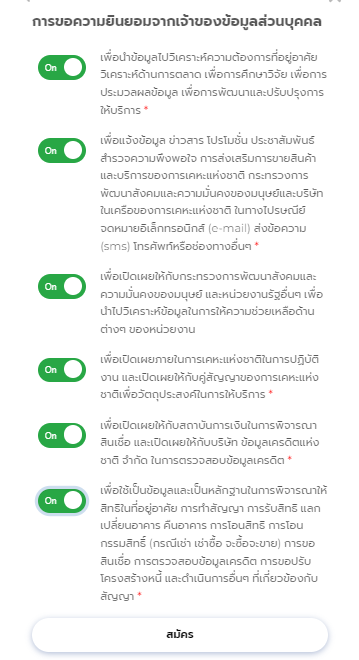 การขอความยินยอมจากเจ้าของข้อมูลส่วนบุคคล
On
เพื่อนำข้อมูลไปวิเคราะห์ความต้องการที่อยู่อาศัย
วิเคราะห์ด้านการตลาด เพื่อการศึกษาวิจัย เพื่อการ
ประมวลผลข้อมูล เพื่อการพัฒนาและปรับปรุงการ
ให้บริการ *
On
เพื่อแจ้งข้อมูล ข่าวสาร โปรโมชั่น ประชาสัมพันธ์
สำรวจความพึงพอใจ การส่งเสริมการขายสินค้า
และบริการของการเคหะแห่งชาติ กระทรวงการ
พัฒนาสังคมและความมั่นคงของมนุษย์และบริษัท
ในเครือของการเคหะแห่งชาติ ในทางไปรษณีย์
จดหมายอิเล็กทรอนิกส์ (e-mail) ส่งข้อความ
(sms) โทรศัพท์หรือช่องทางอื่นๆ *
On
เพื่อเปิดเผยให้กับกระทรวงการพัฒนาสังคมและ
ความมั่นคงของมนุษย์ และหน่วยงานรัฐอื่นๆ เพื่อ
นำไปวิเคราะห์ข้อมูลในการให้ความช่วยเหลือด้าน
ต่างๆ ของหน่วยงาน
On
เพื่อเปิดเผยภายในการเคหะแห่งชาติในการปฏิบัติ
งาน และเปิดเผยให้กับคู่สัญญาของการเคหะแห่ง
ชาติเพื่อวัตถุประสงค์ในการให้บริการ *
On
เพื่อเปิดเผยให้กับสถาบันการเงินในการพิจารณา
สินเชื่อ และเปิดเผยให้กับบริษัท ข้อมูลเครดิตแห่ง
ชาติ จำกัด ในการตรวจสอบข้อมูลเครดิต *
On
เพื่อใช้เป็นข้อมูลและเป็นหลักฐานในการพิจารณาให้
สิทธิในที่อยู่อาศัย การทำสัญญา การรับสิทธิ แลก
เปลี่ยนอาคาร คืนอาคาร การโอนสิทธิ การโอน
กรรมสิทธิ์ (กรณีเช่า เช่าซื้อ จะซื้อจะขาย) การขอ
สินเชื่อ การตรวจสอบข้อมูลเครดิต การขอปรับ
โครงสร้างหนี้ และดำเนินการอื่นๆ ที่เกี่ยวข้องกับ
สัญญา *
สมัคร